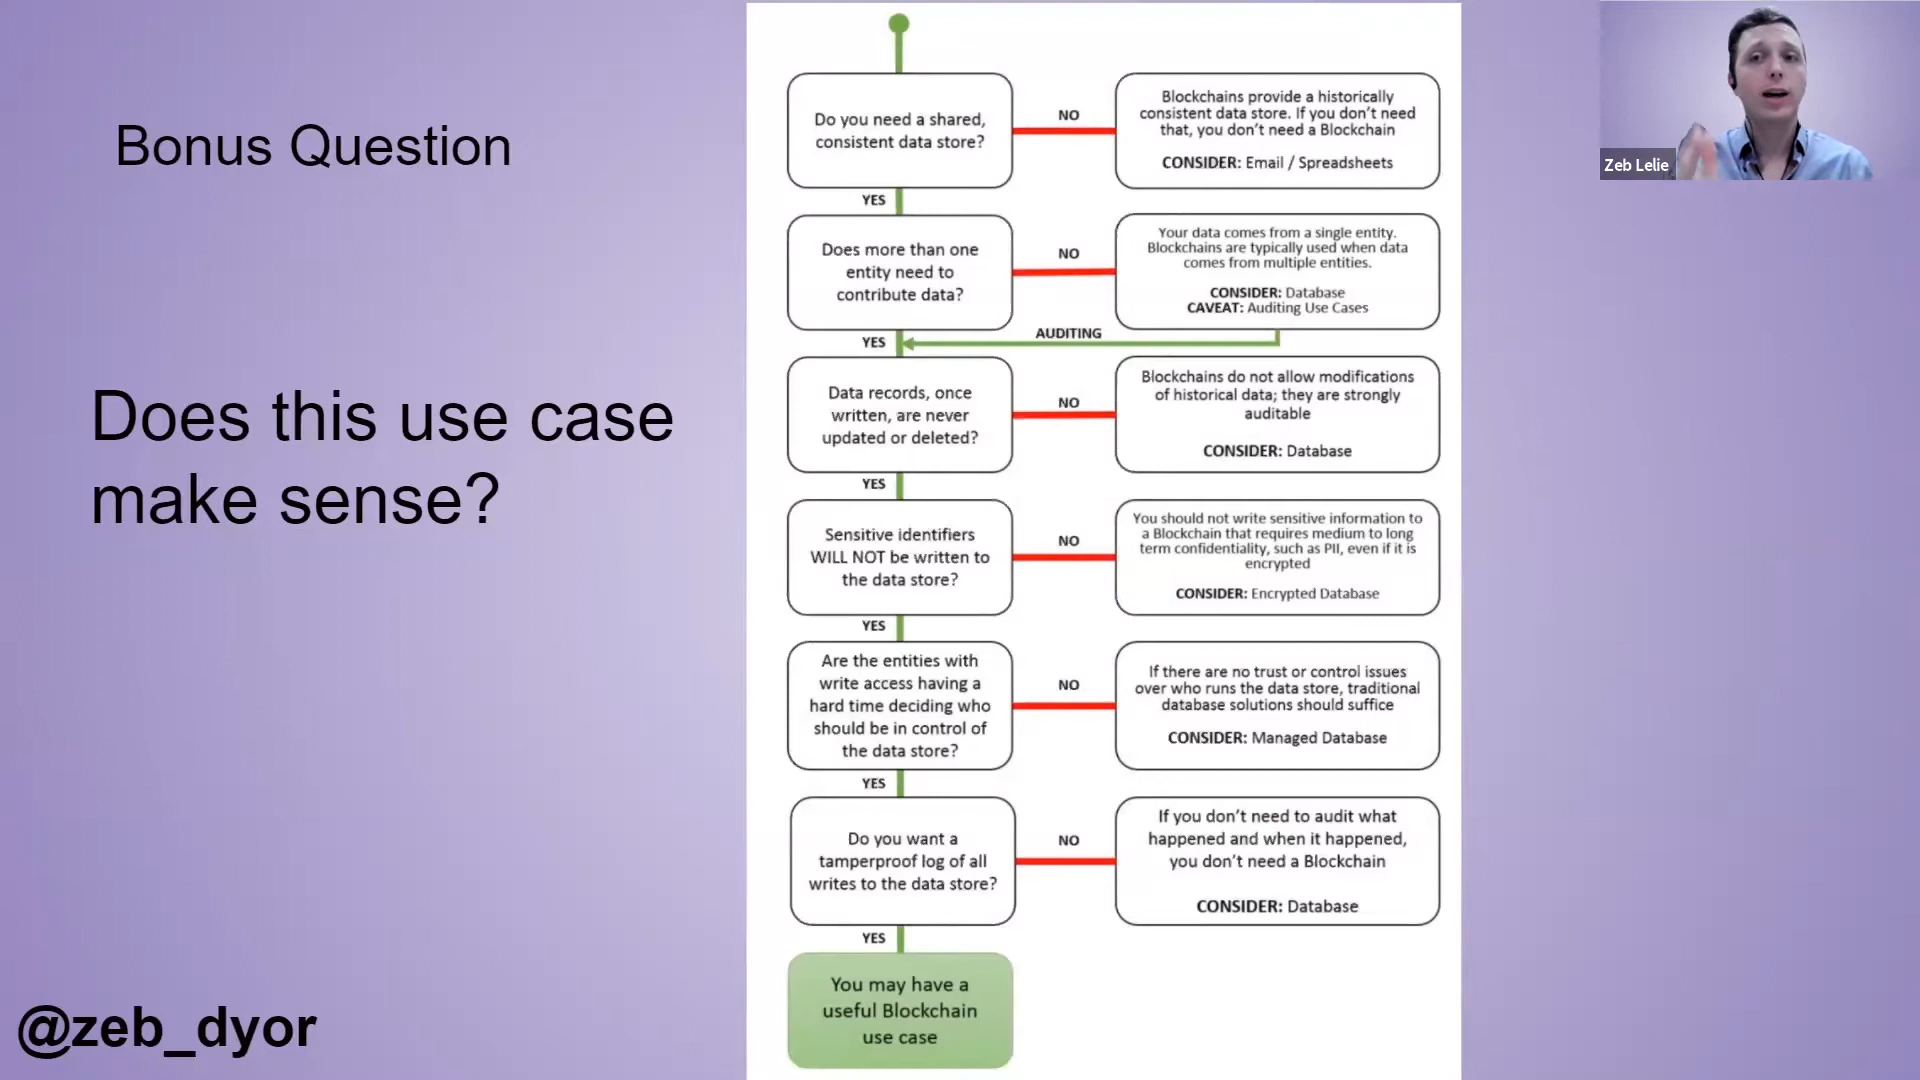 Bonus Question
Does this use case
make sense?
@zeb_dyor
Do you need a shared,
consistent data store?
NO
Blockchains provide a historically
consistent data store. If you don't need
that, you don't need a Blockchain
CONSIDER: Email / Spreadsheets
YES
Does more than one
entity need to
contribute data?
NO
Your data comes from a single entity.
Blockchains are typically used when data
comes from multiple entities.
CONSIDER: Database
CAVEAT: Auditing Use Cases
AUDITING
YES
Data records, once
written, are never
updated or deleted?
NO
Blockchains do not allow modifications
of historical data; they are strongly
auditable
CONSIDER: Database
YES
Sensitive identifiers
WILL NOT be written to
the data store?
NO
You should not write sensitive information to
a Blockchain that requires medium to long
term confidentiality, such as PII, even if it is
encrypted
CONSIDER: Encrypted Database
YES
Are the entities with
write access having a
hard time deciding who
should be in control of
the data store?
NO
If there are no trust or control issues
over who runs the data store, traditional
database solutions should suffice
CONSIDER: Managed Database
YES
Do you want a
tamperproof log of all
writes to the data store?
NO
If you don't need to audit what
happened and when it happened,
you don't need a Blockchain
CONSIDER: Database
YES
You may have a
useful Blockchain
use case
Zeb Lelie